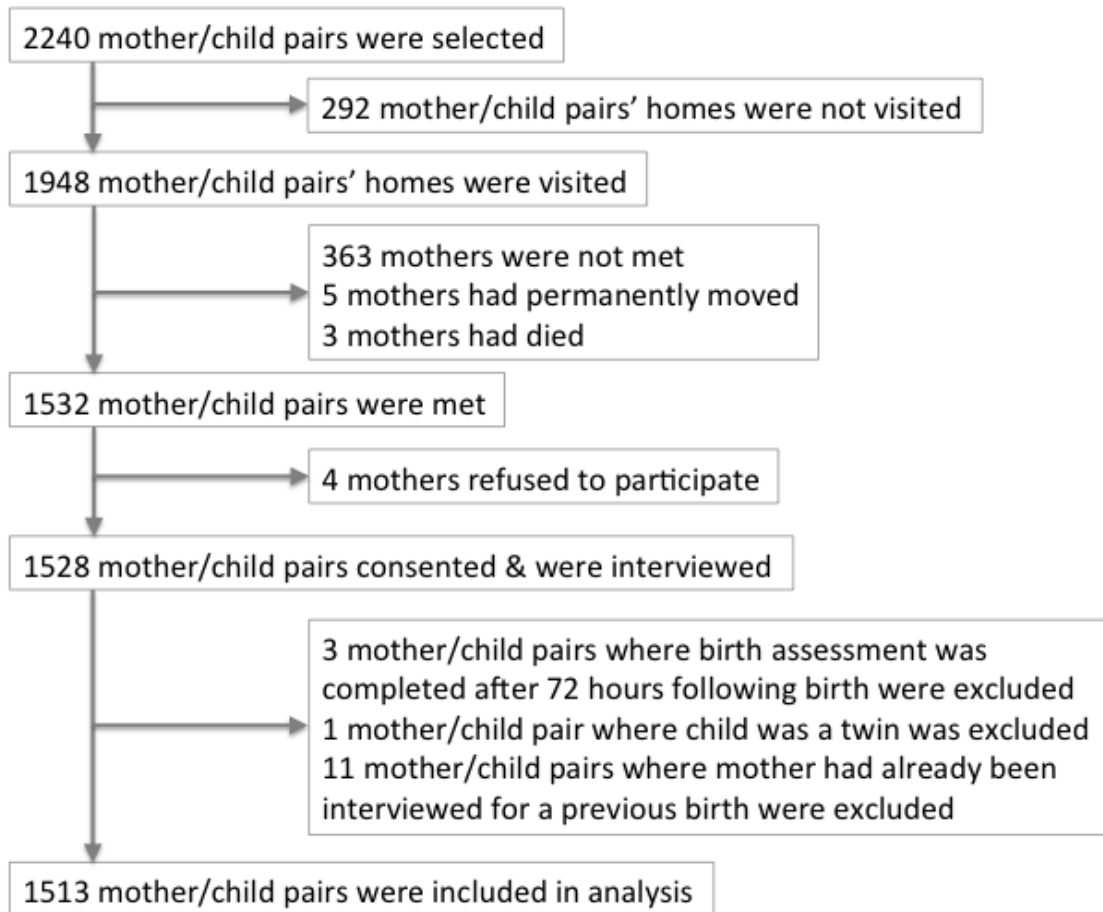 2240 mother/child pairs were selected
292 mother/child pairs’ homes were not visited
1948 mother/child pairs’ homes were visited
363 mothers were not met
5 mothers had permanently moved
3 mothers had died
1532 mother/child pairs were met
4 mothers refused to participate
1528 mother/child pairs consented & were interviewed
3 mother/child pairs where birth assessment was
completed after 72 hours following birth were excluded
1 mother/child pair where child was a twin was excluded
11 mother/child pairs where mother had already been
interviewed for a previous birth were excluded
1513 mother/child pairs were included in analysis